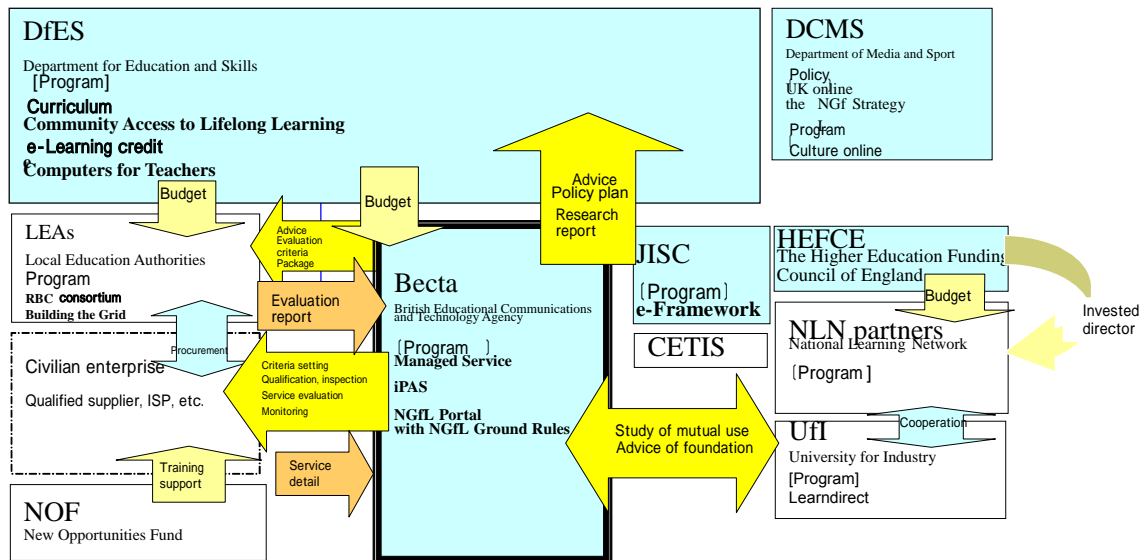 DfES
Department for Education and Skills
[Program]
Curriculum
Community Access to Lifelong Learning
e-Learning credit
e
Computers for Teachers
DCMS
Department of Media and Sport
Policy
UK online
the NGf Strategy
Program
Culture online
Budget
Budget
Advice
Policy plan
Research
report
LEAs
Local Education Authorities
Program
RBC consortium
Building the Grid
Advice
Evaluation
criteria
Package
Evaluation
report
Becta
British Educational Communications
and Technology Agency
[Program ]
Managed Service
iPAS
NGfL Portal
with NGfL Ground Rules
JISC
[Program]
e-Framework
CETIS
HEFCE
The Higher Education Funding
Council of England
Budget
Invested
director
NLN partners
National Learning Network
[Program]
Procurement
Civilian enterprise
Qualified supplier, ISP, etc.
Criteria setting
Qualification, inspection
Service evaluation
Monitoring
Study of mutual use
Advice of foundation
Cooperation
UfI
University for Industry
[Program]
Learndirect
Training
support
Service
detail
NOF
New Opportunities Fund